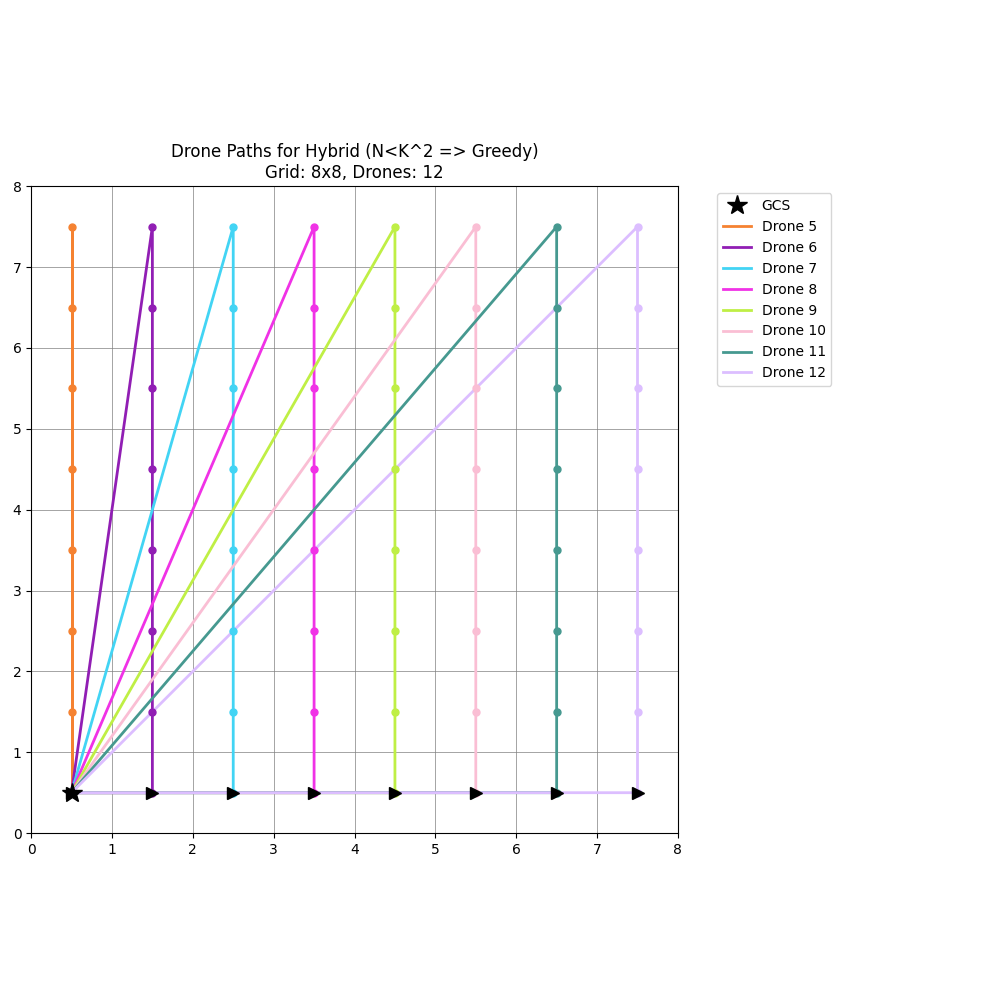 Drone Paths for Hybrid (N<K^2 => Greedy)
Grid: 8x8, Drones: 12
8
7
6
5
4
3
2
1
0
0 1 2 3 4 5 6 7 8
GCS
Drone 5
Drone 6
Drone 7
Drone 8
Drone 9
Drone 10
Drone 11
Drone 12